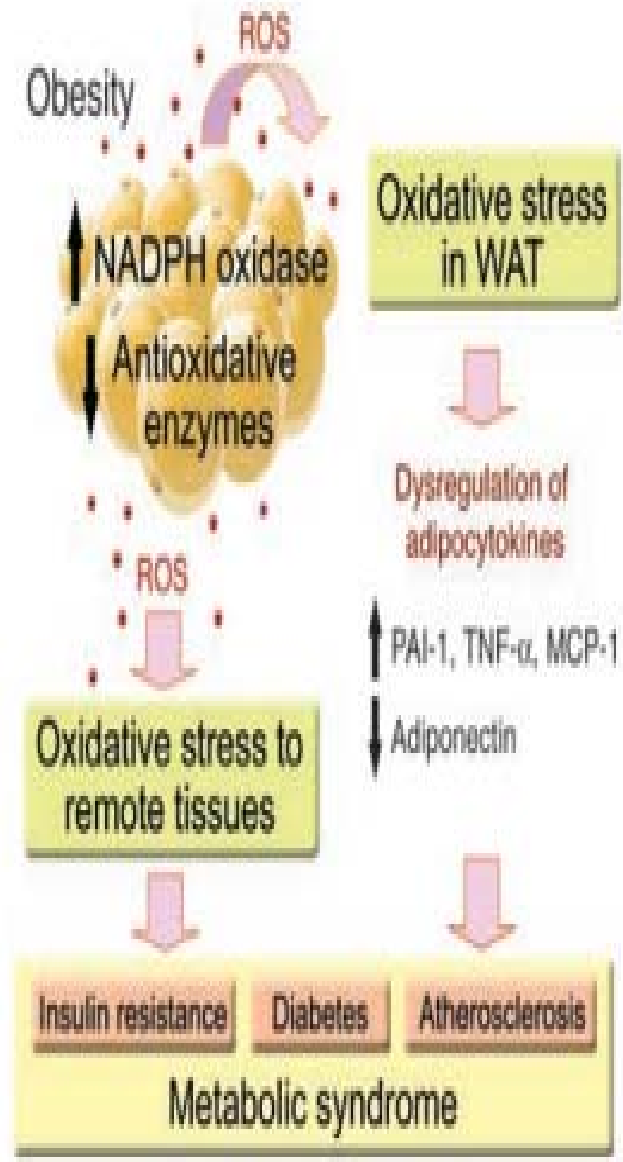 ROS
Obesity
NADPH oxidase
Antioxidative
enzymes
ROS
Oxidative stress to
remote tissues
Oxidative stress
in WAT
Dysregulation of
adipocytokines
PAI-1, TNF-α, MCP-1
Adiponectin
Insulin resistance
Diabetes
Atherosclerosis
Metabolic syndrome